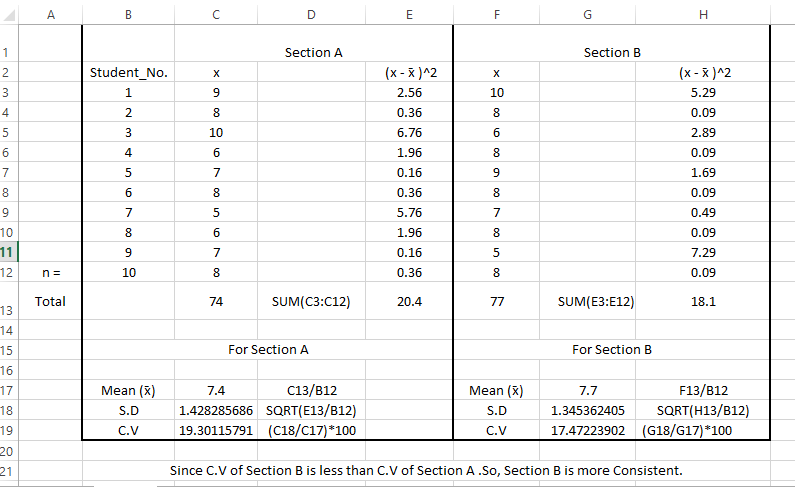 A B C D E F G H
1 Section A Section B
2 Student_No. x (x - x̄ )^2 x (x - x̄ )^2
3 1 9 2.56 10 5.29
4 2 8 0.36 8 0.09
5 3 10 6.76 6 2.89
6 4 6 1.96 8 0.09
7 5 7 0.16 9 1.69
8 6 8 0.36 8 0.09
9 7 5 5.76 7 0.49
10 8 6 1.96 8 0.09
11 9 7 0.16 5 7.29
12 n = 10 8 0.36 8 0.09
13 Total 74 SUM(C3:C12) 20.4 77 SUM(E3:E12) 18.1
14
15 For Section A For Section B
16
17 Mean (x̄) 7.4 C13/B12 Mean (x̄) 7.7 F13/B12
18 S.D 1.428285686 SQRT(E13/B12) S.D 1.345362405 SQRT(H13/B12)
19 C.V 19.30115791 (C18/C17)*100 C.V 17.47223902 (G18/G17)*100
20
21 Since C.V of Section B is less than C.V of Section A .So, Section B is more Consistent.